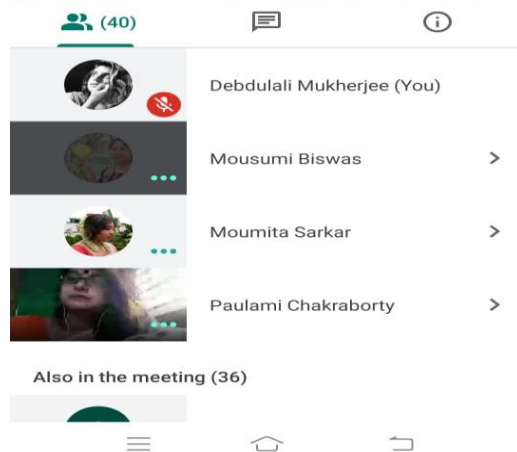 (40)
Debdulali Mukherjee (You)
Mousumi Biswas
Moumita Sarkar
Paulami Chakraborty
Also in the meeting (36)